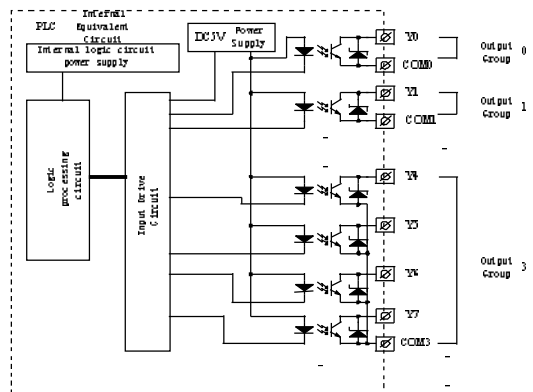 PLC Internal
Equivalent
Circuit
Internal logic circuit
power supply
DC5V Power
Supply
Logic
processing
circuit
Input Drive
Circuit
Y0
COM0
Output
Group 0
Y1
COM1
Output
Group 1
Y4
Y5
Y6
Y7
COM3
Output
Group 3